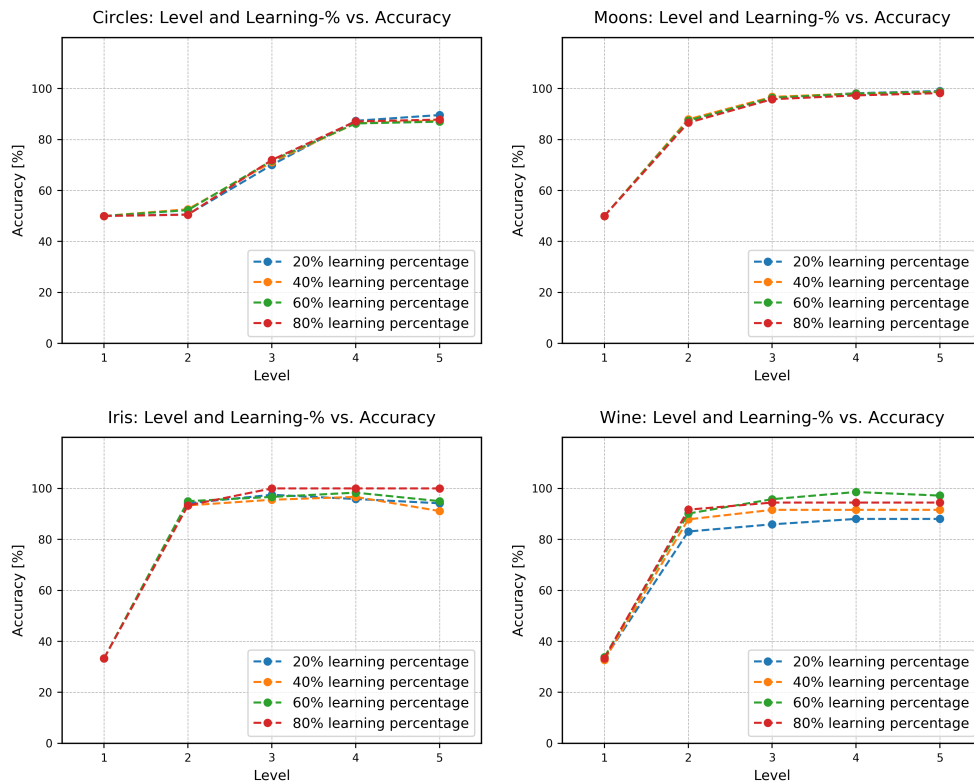 Circles: Level and Learning-% vs. Accuracy
Accuracy [%]
100
80
60
40
20
0
1 2 3 4 5
Level
20% learning percentage
40% learning percentage
60% learning percentage
80% learning percentage
Moons: Level and Learning-% vs. Accuracy
Accuracy [%]
100
80
60
40
20
0
1 2 3 4 5
Level
20% learning percentage
40% learning percentage
60% learning percentage
80% learning percentage
Iris: Level and Learning-% vs. Accuracy
Accuracy [%]
100
80
60
40
20
0
1 2 3 4 5
Level
20% learning percentage
40% learning percentage
60% learning percentage
80% learning percentage
Wine: Level and Learning-% vs. Accuracy
Accuracy [%]
100
80
60
40
20
0
1 2 3 4 5
Level
20% learning percentage
40% learning percentage
60% learning percentage
80% learning percentage